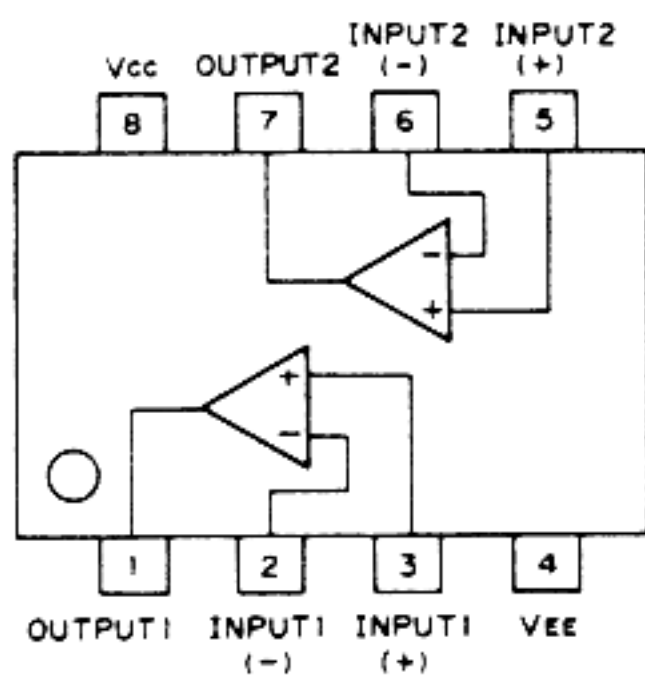 INPUT2 INPUT2
Vcc OUTPUT2 (-) (+)
8 7 6 5
-
+
+
-
1 2 3 4
OUTPUT1 INPUT1 INPUT1 VEE
(-) (+)